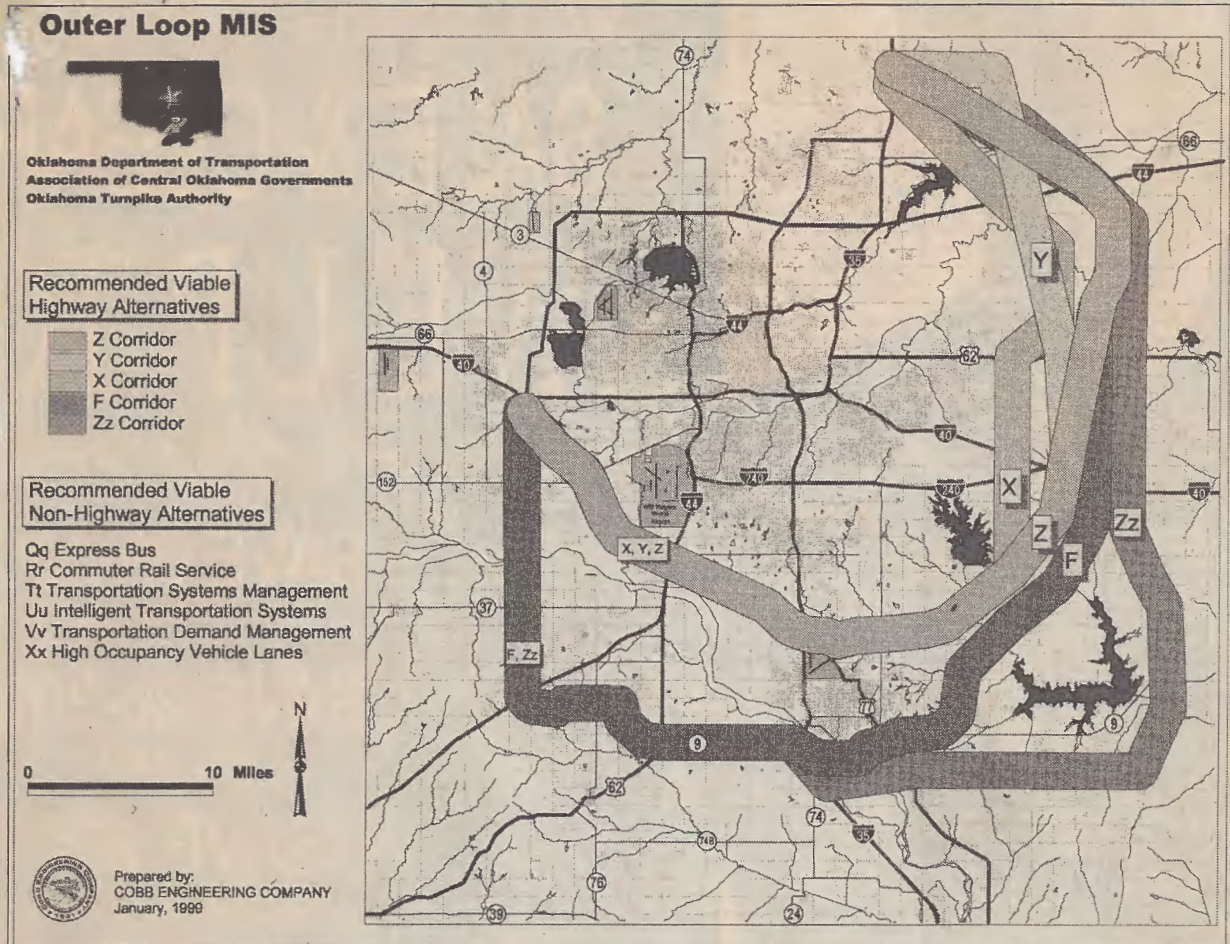 Outer Loop MIS
Oklahoma Department of Transportation
Association of Central Oklahoma Governments
Oklahoma Turnpike Authority
Recommended Viable
Highway Alternatives
Z Corridor
Y Corridor
X Corridor
F Corridor
Zz Corridor
Recommended Viable
Non-Highway Alternatives
Qq Express Bus
Rr Commuter Rail Service
Tt Transportation Systems Management
Uu Intelligent Transportation Systems
Vv Transportation Demand Management
Xx High Occupancy Vehicle Lanes
N
0 10 Miles
Prepared by:
COBB ENGINEERING COMPANY
January, 1999
74
66
44
3
4
35
Y
66
44
62
40
40
X
152
240
240
40
44
Z
Zz
X, Y, Z
F
37
F, Zz
77
9
9
62
74
35
74B
76
39
24